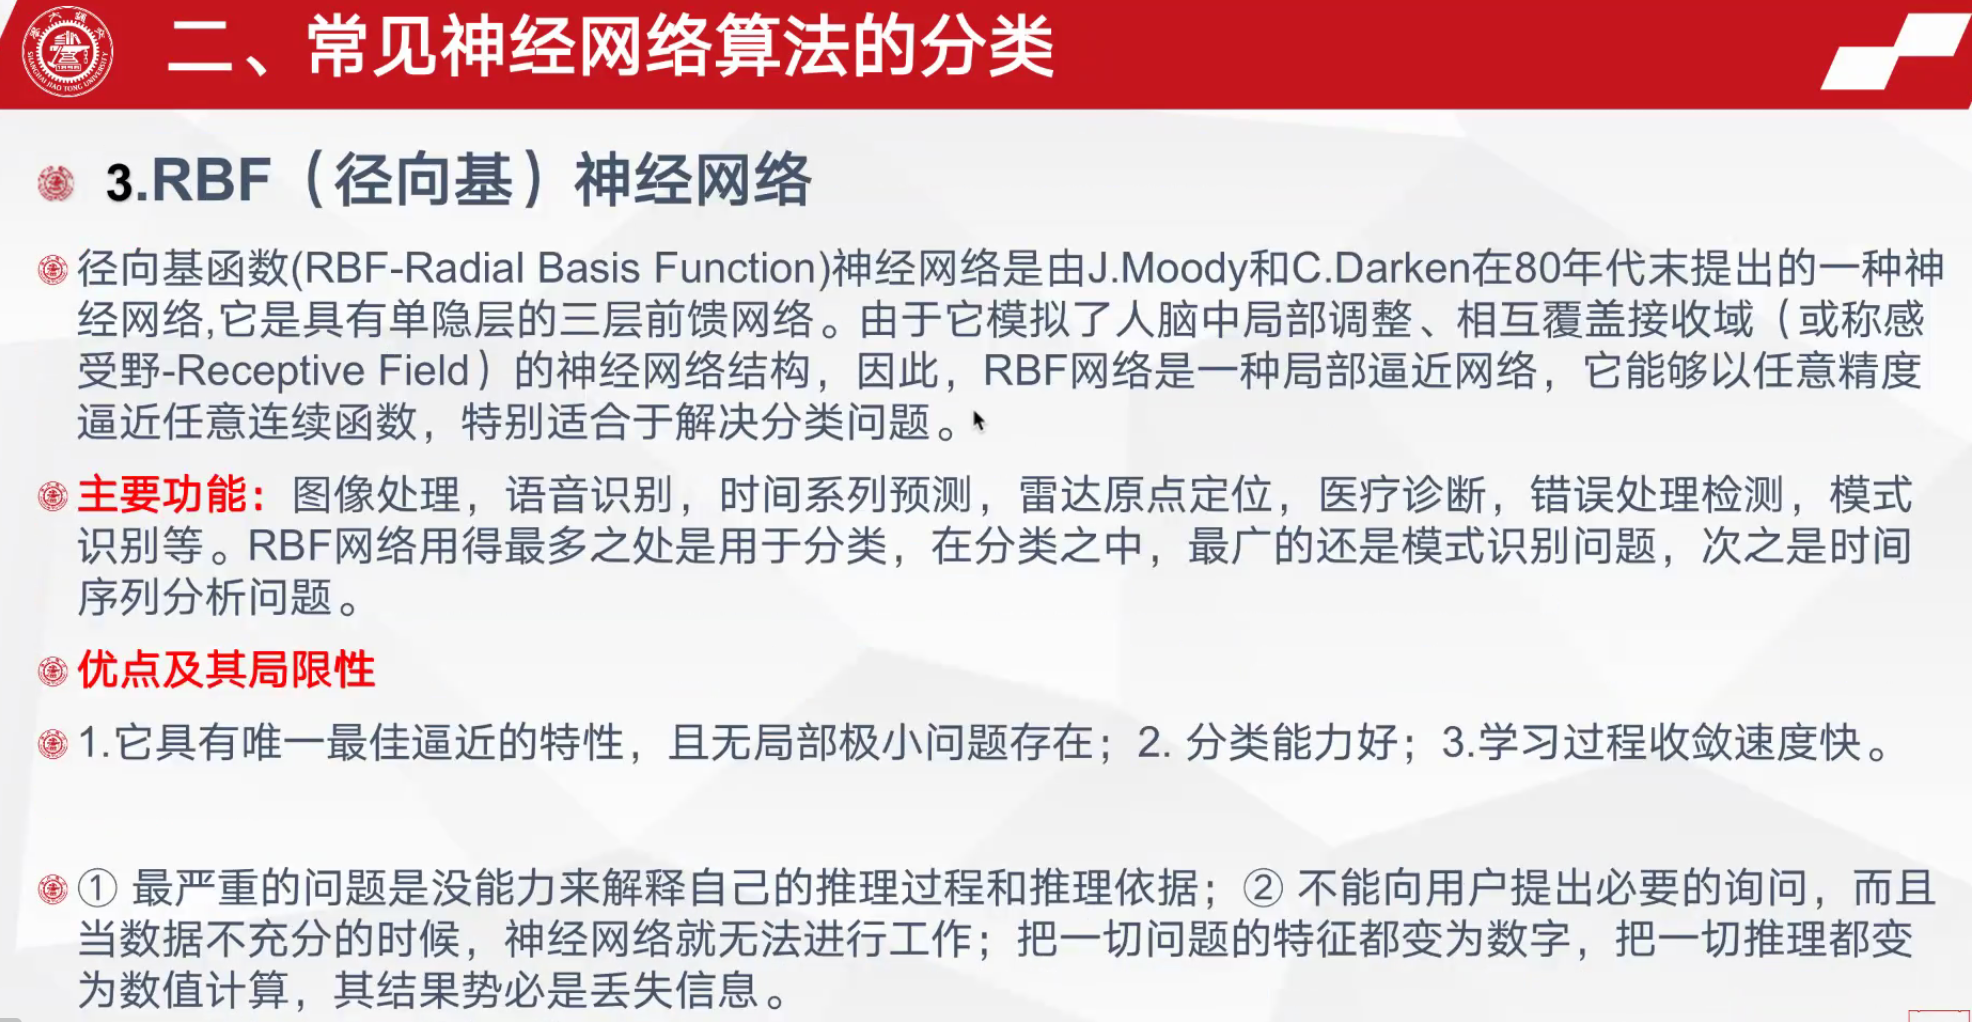 二、常见神经网络算法的分类
3.RBF（径向基）神经网络
径向基函数(RBF-Radial Basis Function)神经网络是由J.Moody和C.Darken在80年代末提出的一种神
经网络,它是具有单隐层的三层前馈网络。由于它模拟了人脑中局部调整、相互覆盖接收域（或称感
受野-Receptive Field）的神经网络结构，因此，RBF网络是一种局部逼近网络，它能够以任意精度
逼近任意连续函数，特别适合于解决分类问题。
主要功能：图像处理，语音识别，时间系列预测，雷达原点定位，医疗诊断，错误处理检测，模式
识别等。RBF网络用得最多之处是用于分类，在分类之中，最广的还是模式识别问题，次之是时间
序列分析问题。
优点及其局限性
1.它具有唯一最佳逼近的特性，且无局部极小问题存在；2. 分类能力好；3.学习过程收敛速度快。
① 最严重的问题是没能力来解释自己的推理过程和推理依据；② 不能向用户提出必要的询问，而且
当数据不充分的时候，神经网络就无法进行工作；把一切问题的特征都变为数字，把一切推理都变
为数值计算，其结果势必是丢失信息。